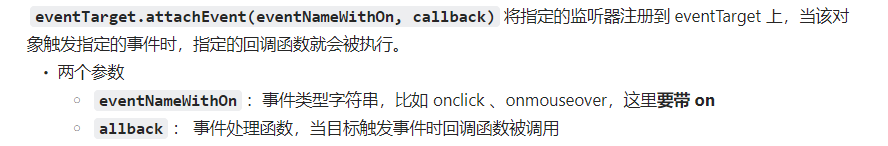 eventTarget.attachEvent(eventNameWithOn, callback) 将指定的监听器注册到 eventTarget 上，当该对
象触发指定的事件时，指定的回调函数就会被执行。
• 两个参数
○ eventNameWithOn ：事件类型字符串，比如 onclick 、onmouseover，这里要带 on
○ allback ： 事件处理函数，当目标触发事件时回调函数被调用